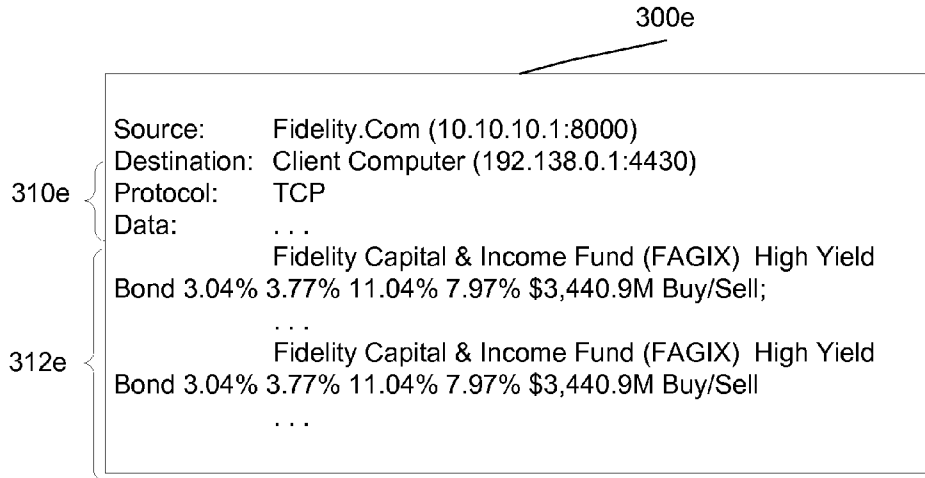 300e
Source: Fidelity.Com (10.10.10.1:8000)
Destination: Client Computer (192.138.0.1:4430)
310e
Protocol: TCP
Data: . . .
Fidelity Capital & Income Fund (FAGIX) High Yield
Bond 3.04% 3.77% 11.04% 7.97% $3,440.9M Buy/Sell;
. . .
312e
Fidelity Capital & Income Fund (FAGIX) High Yield
Bond 3.04% 3.77% 11.04% 7.97% $3,440.9M Buy/Sell
. . .